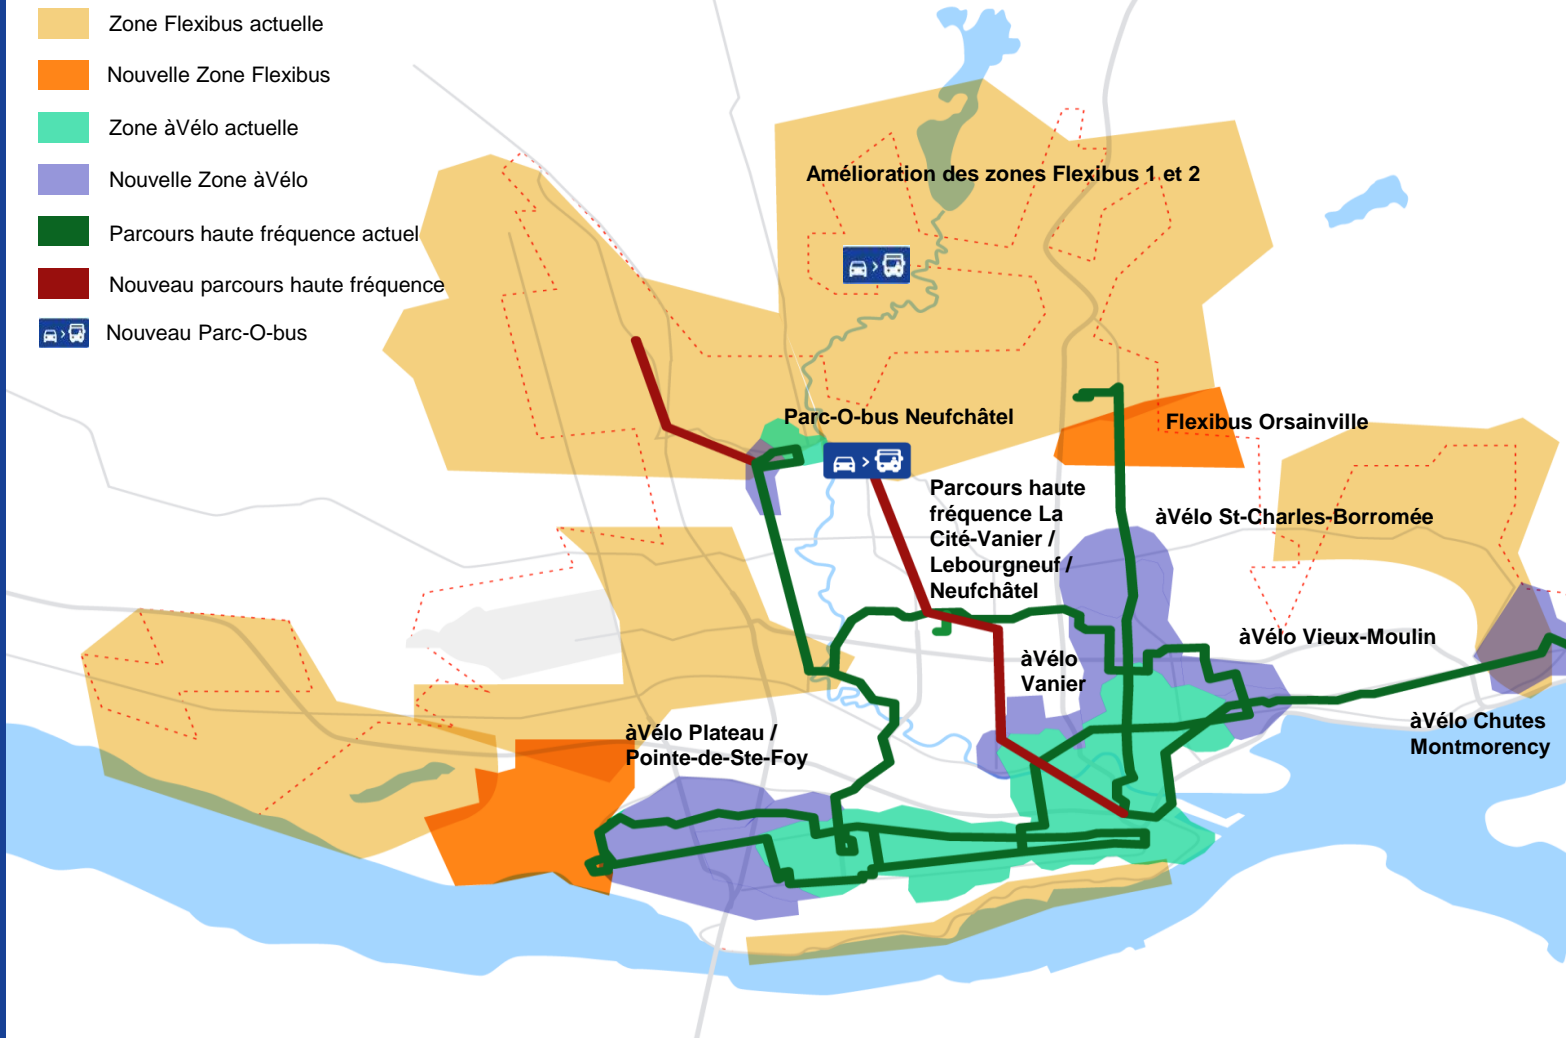 Zone Flexibus actuelle
Nouvelle Zone Flexibus
Zone àVélo actuelle
Nouvelle Zone àVélo
Parcours haute fréquence actuel
Nouveau parcours haute fréquence
Nouveau Parc-O-bus
Amélioration des zones Flexibus 1 et 2
Parc-O-bus Neufchâtel
Flexibus Orsainville
Parcours haute
fréquence La
Cité-Vanier /
Lebourgneuf /
Neufchâtel
àVélo St-Charles-Borromée
àVélo Vieux-Moulin
àVélo
Vanier
àVélo Plateau /
Pointe-de-Ste-Foy
àVélo Chutes
Montmorency